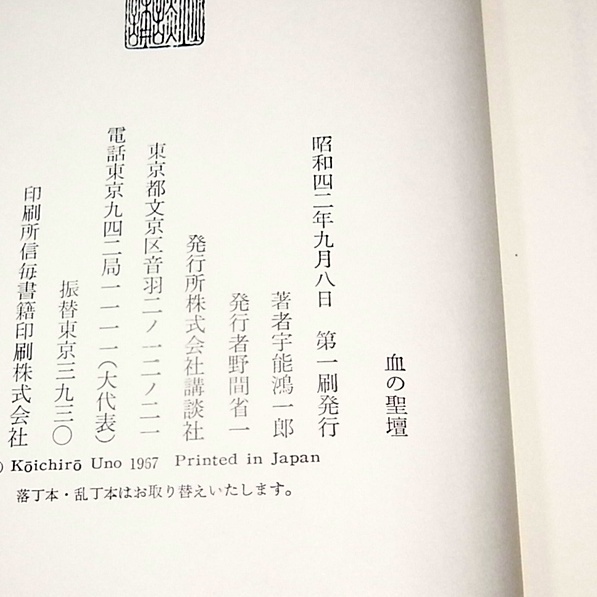 血の聖壇
昭和四二年九月八日 第一刷発行
著者宇能鴻一郎
発行者野間省一
発行所株式会社講談社
東京都文京区音羽二ノ一二ノ二一
電話東京九四二局一一一一(大代表)
振替東京三九三〇
印刷所信毎書籍印刷株式会社
Kōichirō Uno 1967 Printed in Japan
落丁本・乱丁本はお取り替えいたします。